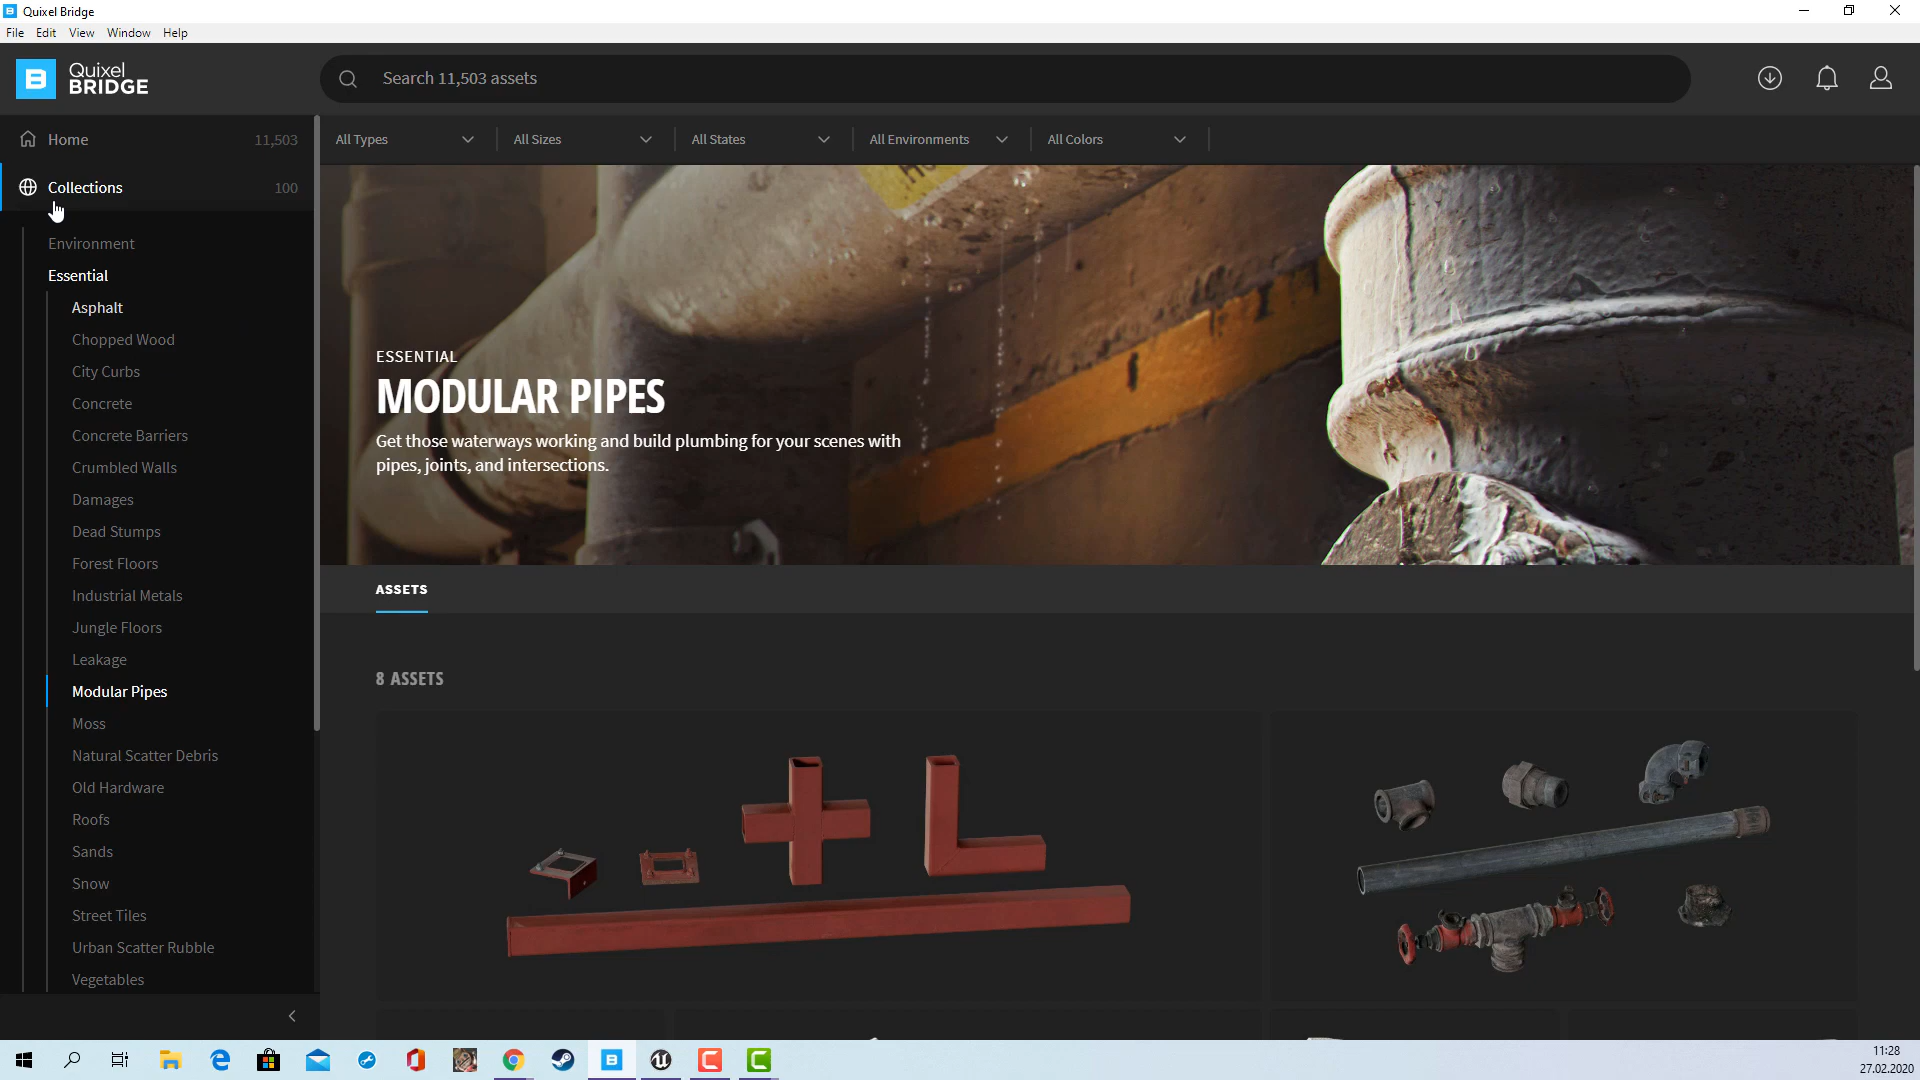 Quixel Bridge
File Edit View Window Help
Quixel
BRIDGE
Search 11,503 assets
Home 11,503
All Types All Sizes All States All Environments All Colors
Collections 100
Environment
Essential
Asphalt
Chopped Wood
City Curbs
Concrete
Concrete Barriers
Crumbled Walls
Damages
Dead Stumps
Forest Floors
Industrial Metals
Jungle Floors
Leakage
Modular Pipes
Moss
Natural Scatter Debris
Old Hardware
Roofs
Sands
Snow
Street Tiles
Urban Scatter Rubble
Vegetables
ESSENTIAL
MODULAR PIPES
Get those waterways working and build plumbing for your scenes with
pipes, joints, and intersections.
ASSETS
8 ASSETS
11:28
27.02.2020